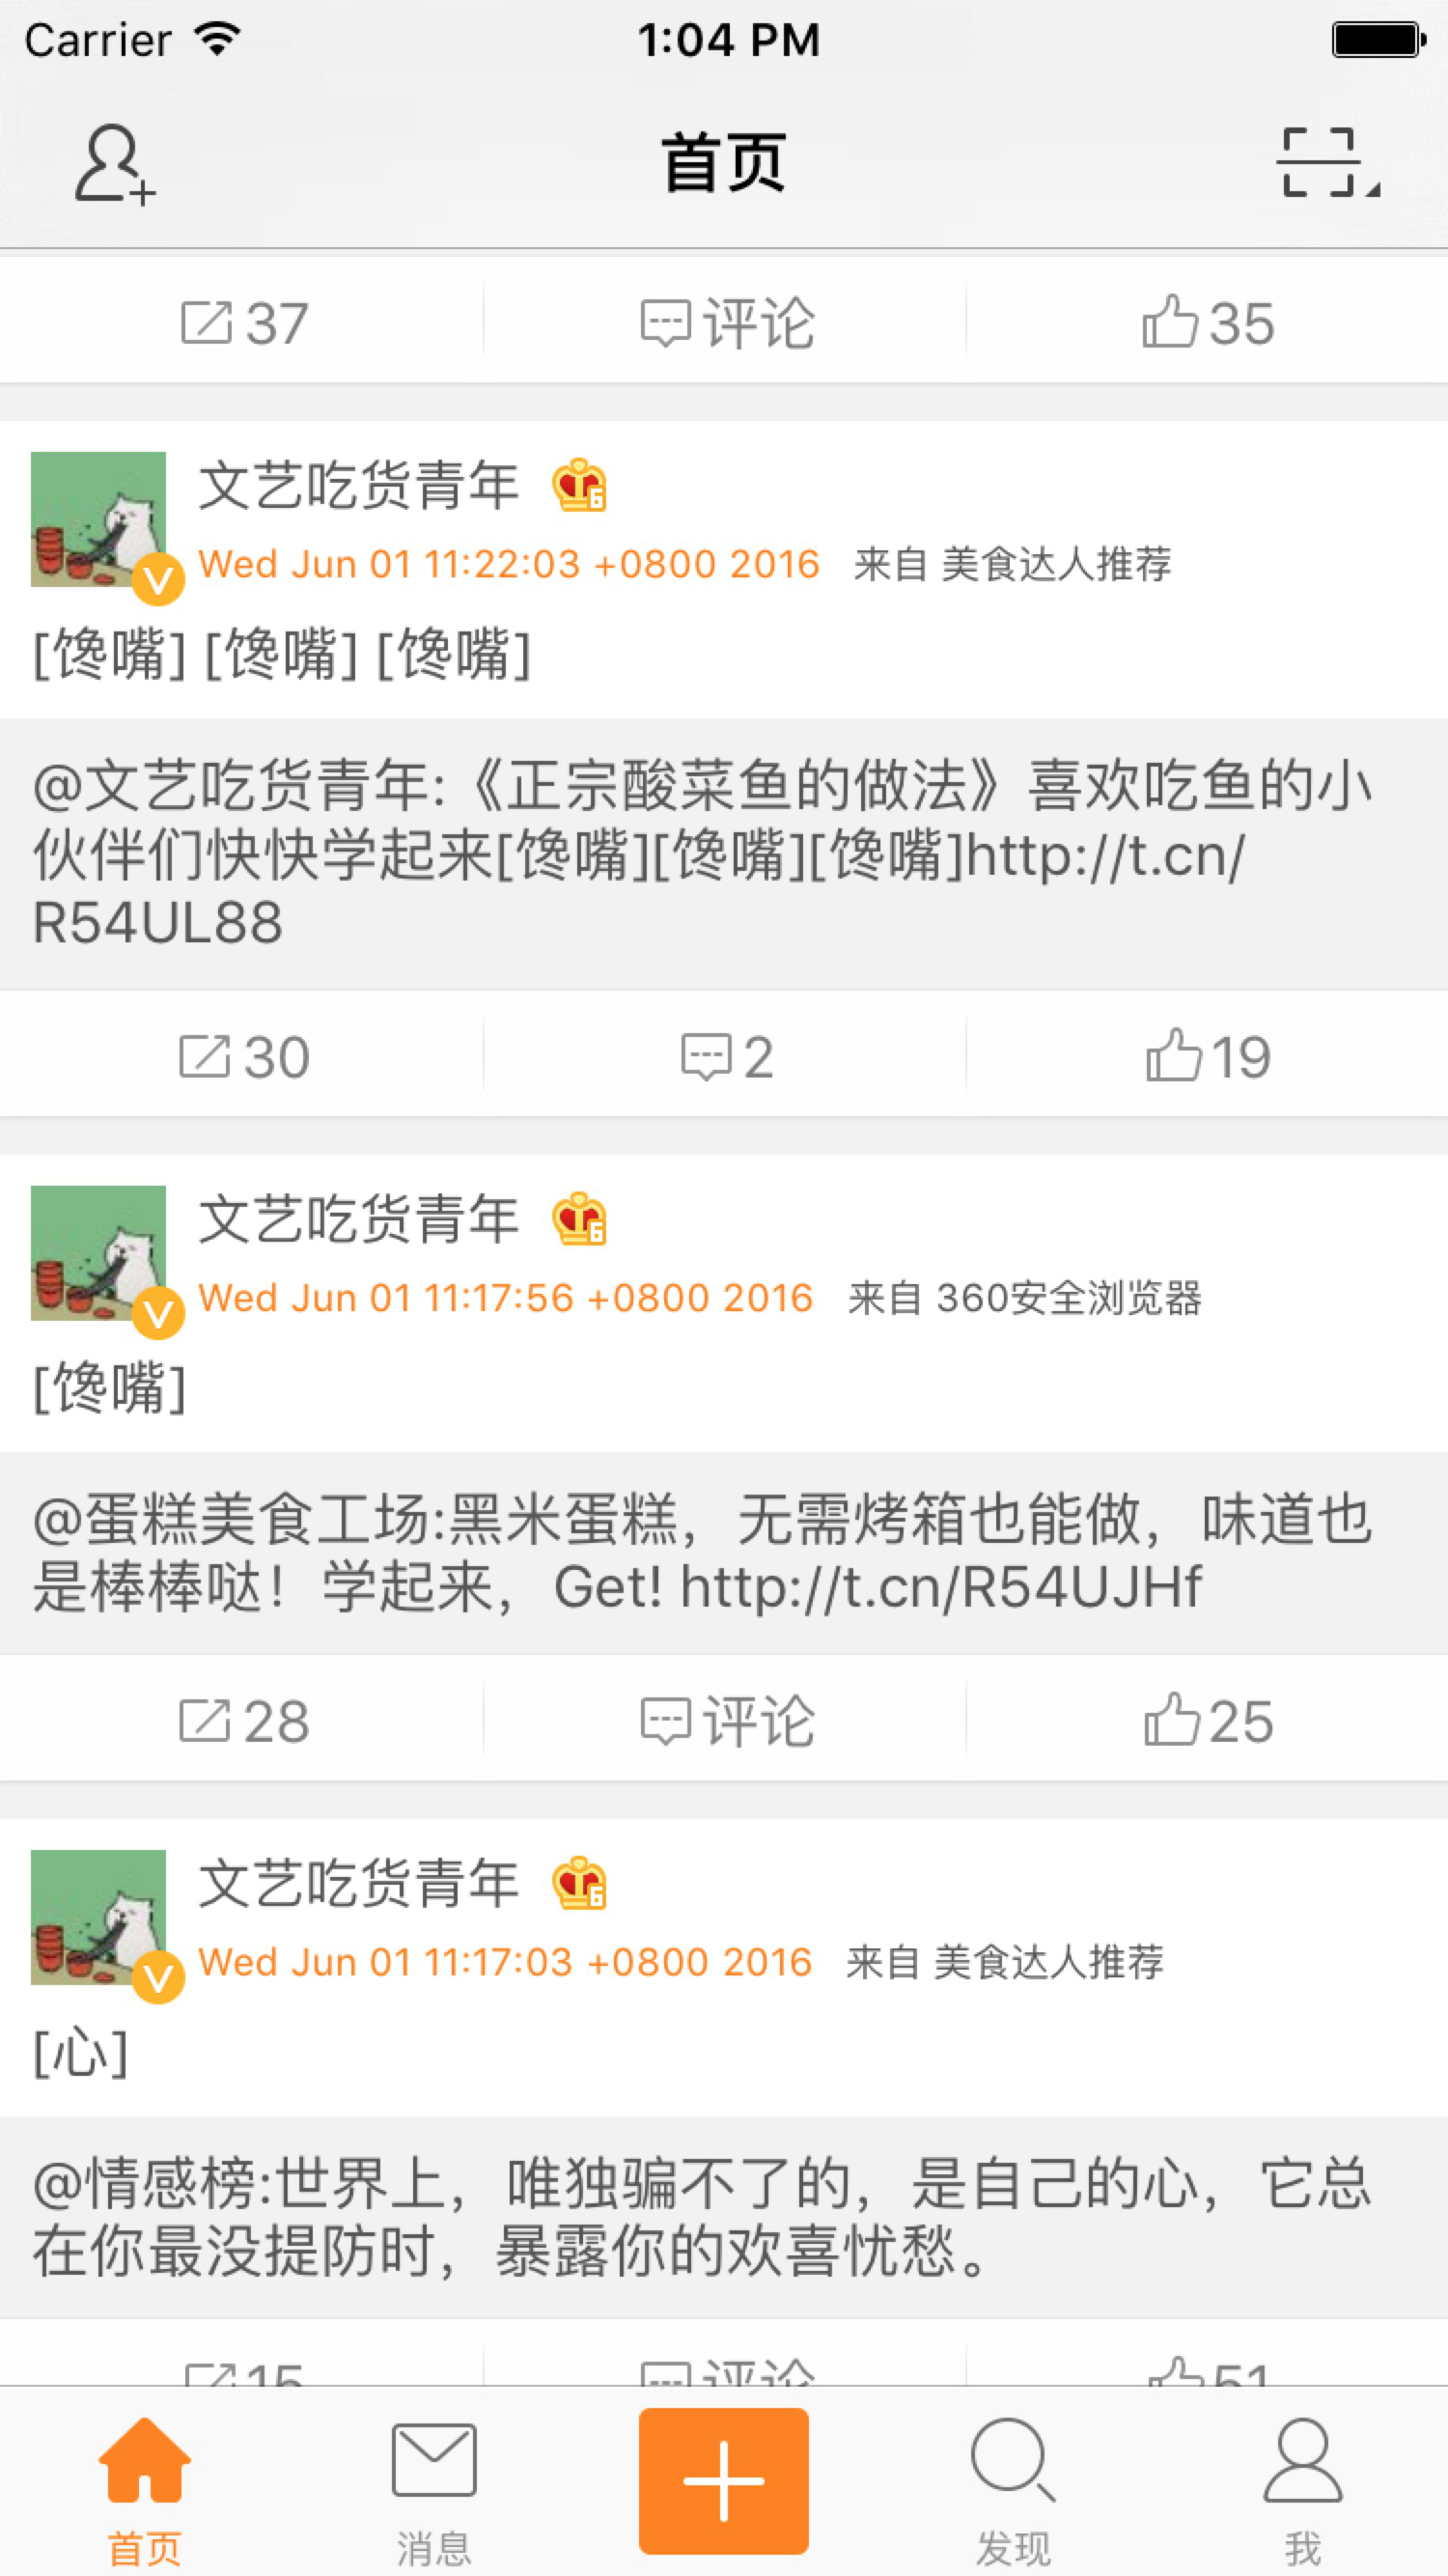 Carrier 1:04 PM
首页
37 评论 35
文艺吃货青年 6
Wed Jun 01 11:22:03 +0800 2016 来自 美食达人推荐
[馋嘴] [馋嘴] [馋嘴]
@文艺吃货青年:《正宗酸菜鱼的做法》喜欢吃鱼的小
伙伴们快快学起来[馋嘴][馋嘴][馋嘴]http://t.cn/
R54UL88
30 2 19
文艺吃货青年 6
Wed Jun 01 11:17:56 +0800 2016 来自 360安全浏览器
[馋嘴]
@蛋糕美食工场:黑米蛋糕，无需烤箱也能做，味道也
是棒棒哒！学起来，Get! http://t.cn/R54UJHf
28 评论 25
文艺吃货青年 6
Wed Jun 01 11:17:03 +0800 2016 来自 美食达人推荐
[心]
@情感榜:世界上，唯独骗不了的，是自己的心，它总
在你最没提防时，暴露你的欢喜忧愁。
15 评论 51
首页 消息 发现 我